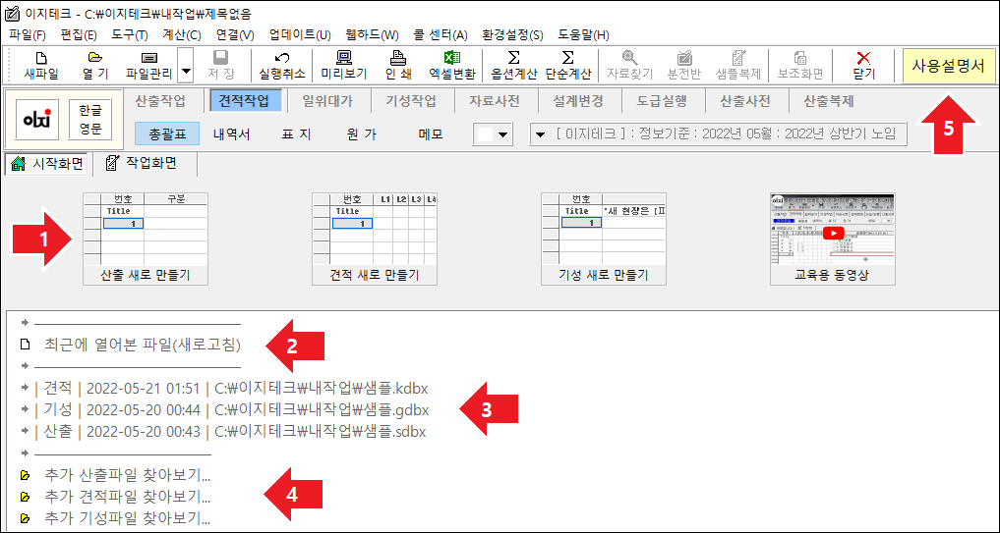 이지테크 - C:₩이지테크₩내작업₩제목없음
파일(F) 편집(E) 도구(T) 계산(C) 연결(V) 업데이트(U) 웹하드(W) 콜 센터(A) 환경설정(S) 도움말(H)
새파일 열 기 파일관리 저 장 실행취소 미리보기 인 쇄 엑셀변환 옵션계산 단순계산 자료찾기 분전반 샘플복제 보조화면 닫기 사용설명서
산출작업 견적작업 일위대가 기성작업 자료사전 설계변경 도급실행 산출사전 산출복제
한글
영문
총괄표 내역서 표 지 원 가 메모 [ 이지테크 ] : 정보기준 : 2022년 05월 : 2022년 상반기 노임
5
시작화면 작업화면
번호 구분
Title
1
산출 새로 만들기
번호 L1 L2 L3 L4
Title
1
견적 새로 만들기
번호
Title
1
기성 새로 만들기
교육용 동영상
1
최근에 열어본 파일(새로고침)
2
| 견적 | 2022-05-21 01:51 | C:₩이지테크₩내작업₩샘플.kdbx
| 기성 | 2022-05-20 00:44 | C:₩이지테크₩내작업₩샘플.gdbx
| 산출 | 2022-05-20 00:43 | C:₩이지테크₩내작업₩샘플.sdbx
3
추가 산출파일 찾아보기...
추가 견적파일 찾아보기...
추가 기성파일 찾아보기...
4